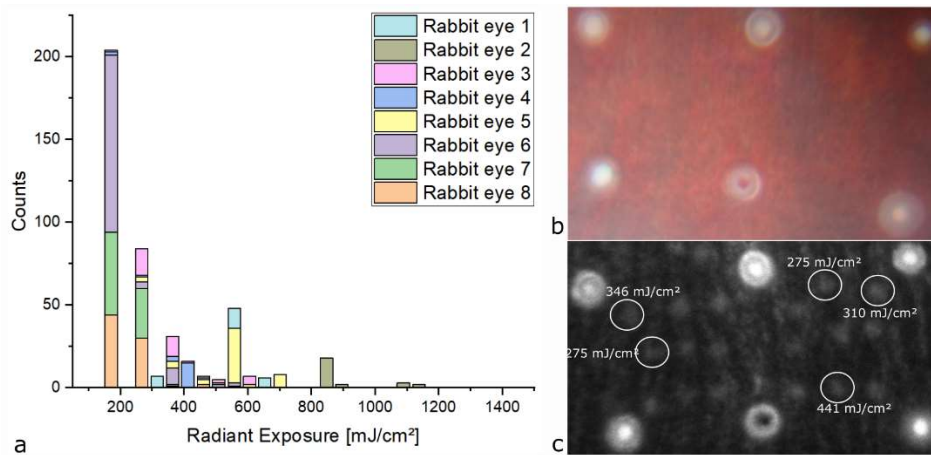 200
150
100
50
0
Counts
200
400
600
800
1000
1200
1400
Radiant Exposure [mJ/cm²]
Rabbit eye 1
Rabbit eye 2
Rabbit eye 3
Rabbit eye 4
Rabbit eye 5
Rabbit eye 6
Rabbit eye 7
Rabbit eye 8
a
b
275 mJ/cm²
346 mJ/cm²
310 mJ/cm²
275 mJ/cm²
441 mJ/cm²
c